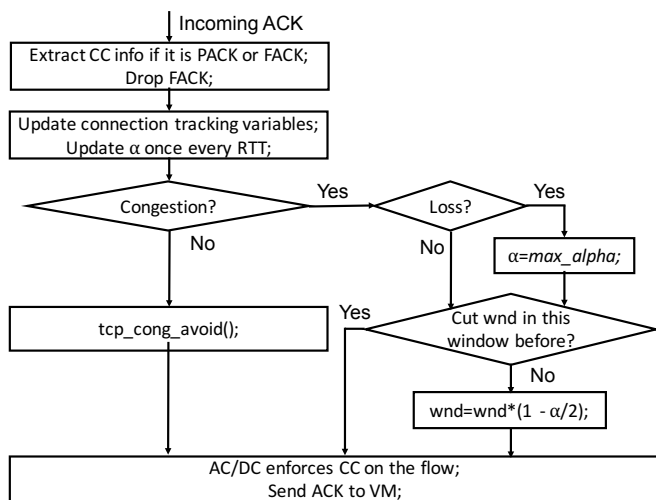 Incoming ACK
Extract CC info if it is PACK or FACK;
Drop FACK;
Update connection tracking variables;
Update α once every RTT;
Congestion?
Yes
Loss?
Yes
No
No
α=max_alpha;
tcp_cong_avoid();
Yes
Cut wnd in this
window before?
No
wnd=wnd*(1 - α/2);
AC/DC enforces CC on the flow;
Send ACK to VM;